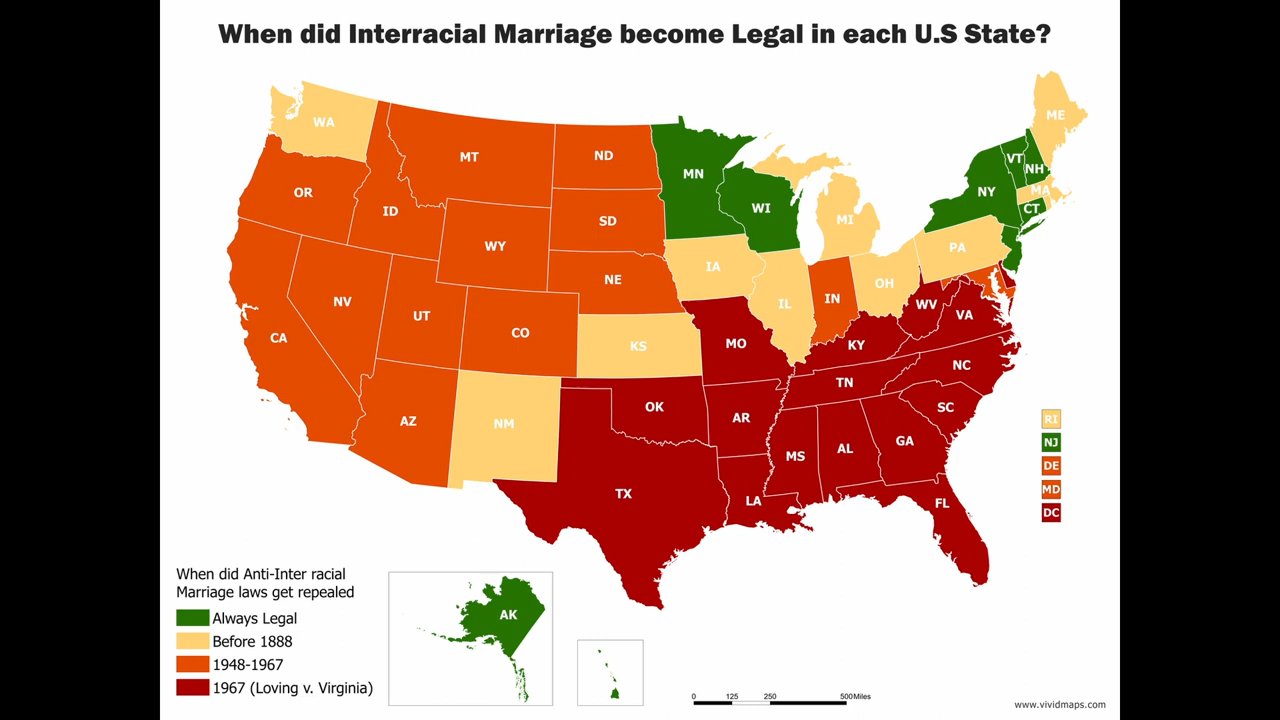 When did Interracial Marriage become Legal in each U.S State?
WA
MT
ND
MN
ME
VT
NH
OR
ID
SD
WI
NY
MA
CT
WY
MI
IA
PA
NE
NV
UT
CO
IL
IN
OH
WV
VA
CA
KS
MO
KY
NC
TN
AZ
NM
OK
AR
SC
MS
AL
GA
TX
LA
FL
RI
NJ
DE
MD
DC
When did Anti-Inter racial
Marriage laws get repealed
Always Legal
Before 1888
1948-1967
1967 (Loving v. Virginia)
AK
0 125 250 500 Miles
www.vividmaps.com